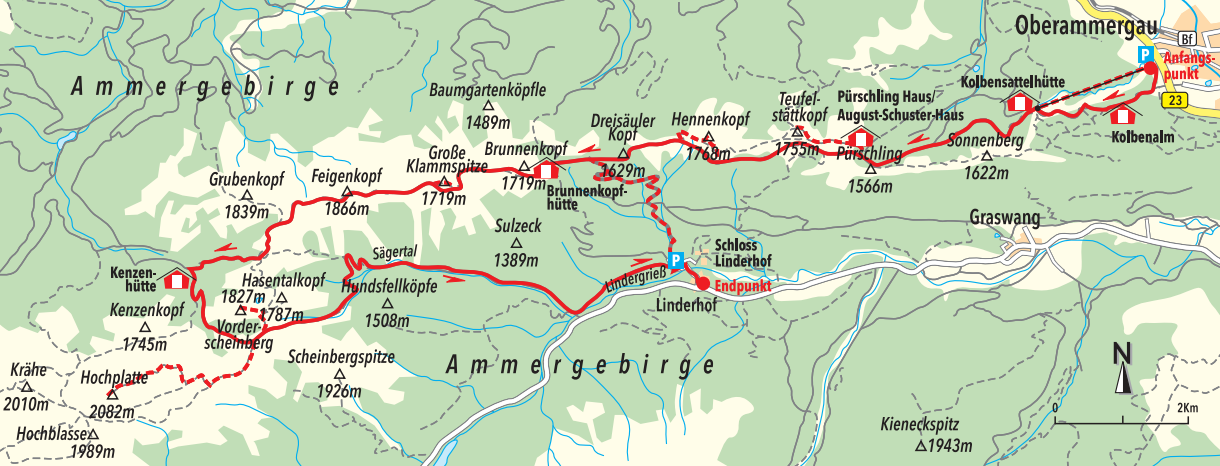 Oberammergau
Bf
P
Anfangs-
punkt
23
Kolbensattelhütte
Kolbenalm
Ammergebirge
Baumgartenköpfle
1489m
Teufel-
stättkopf
1755m
Pürschling Haus/
August-Schuster-Haus
Hennenkopf
1768m
Dreisäuler
Kopf
1629m
Sonnenberg
1622m
Pürschling
1566m
Brunnenkopf
1719m
Brunnenkopf-
hütte
Große
Klammspitze
1719m
Feigenkopf
1866m
Grubenkopf
1839m
Sulzeck
1389m
Graswang
Schloss
Linderhof
P
Endpunkt
Linderhof
Lindergrieß
Sägertal
Kenzen-
hütte
Hasentalkopf
1787m
1827m
Vorder-
scheinberg
Hundsfellköpfe
1508m
Kenzenkopf
1745m
Scheinbergspitze
1926m
Ammergebirge
Krähe
2010m
Hochplatte
2082m
Hochblasse
1989m
Kieneckspitz
1943m
N
0
2Km